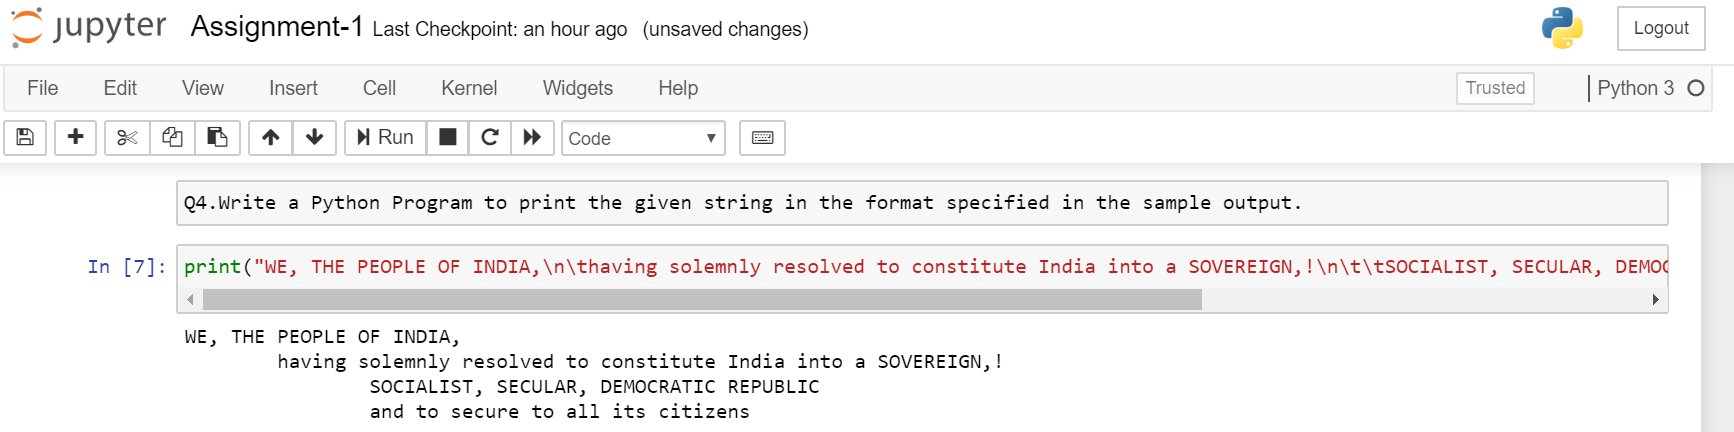 jupyter Assignment-1 Last Checkpoint: an hour ago (unsaved changes) Logout
File Edit View Insert Cell Kernel Widgets Help Trusted Python 3
Run Code
Q4.Write a Python Program to print the given string in the format specified in the sample output.
In [7]: print("WE, THE PEOPLE OF INDIA,\n\thaving solemnly resolved to constitute India into a SOVEREIGN,!\n\t\tSOCIALIST, SECULAR, DEMOC
WE, THE PEOPLE OF INDIA,
having solemnly resolved to constitute India into a SOVEREIGN,!
SOCIALIST, SECULAR, DEMOCRATIC REPUBLIC
and to secure to all its citizens